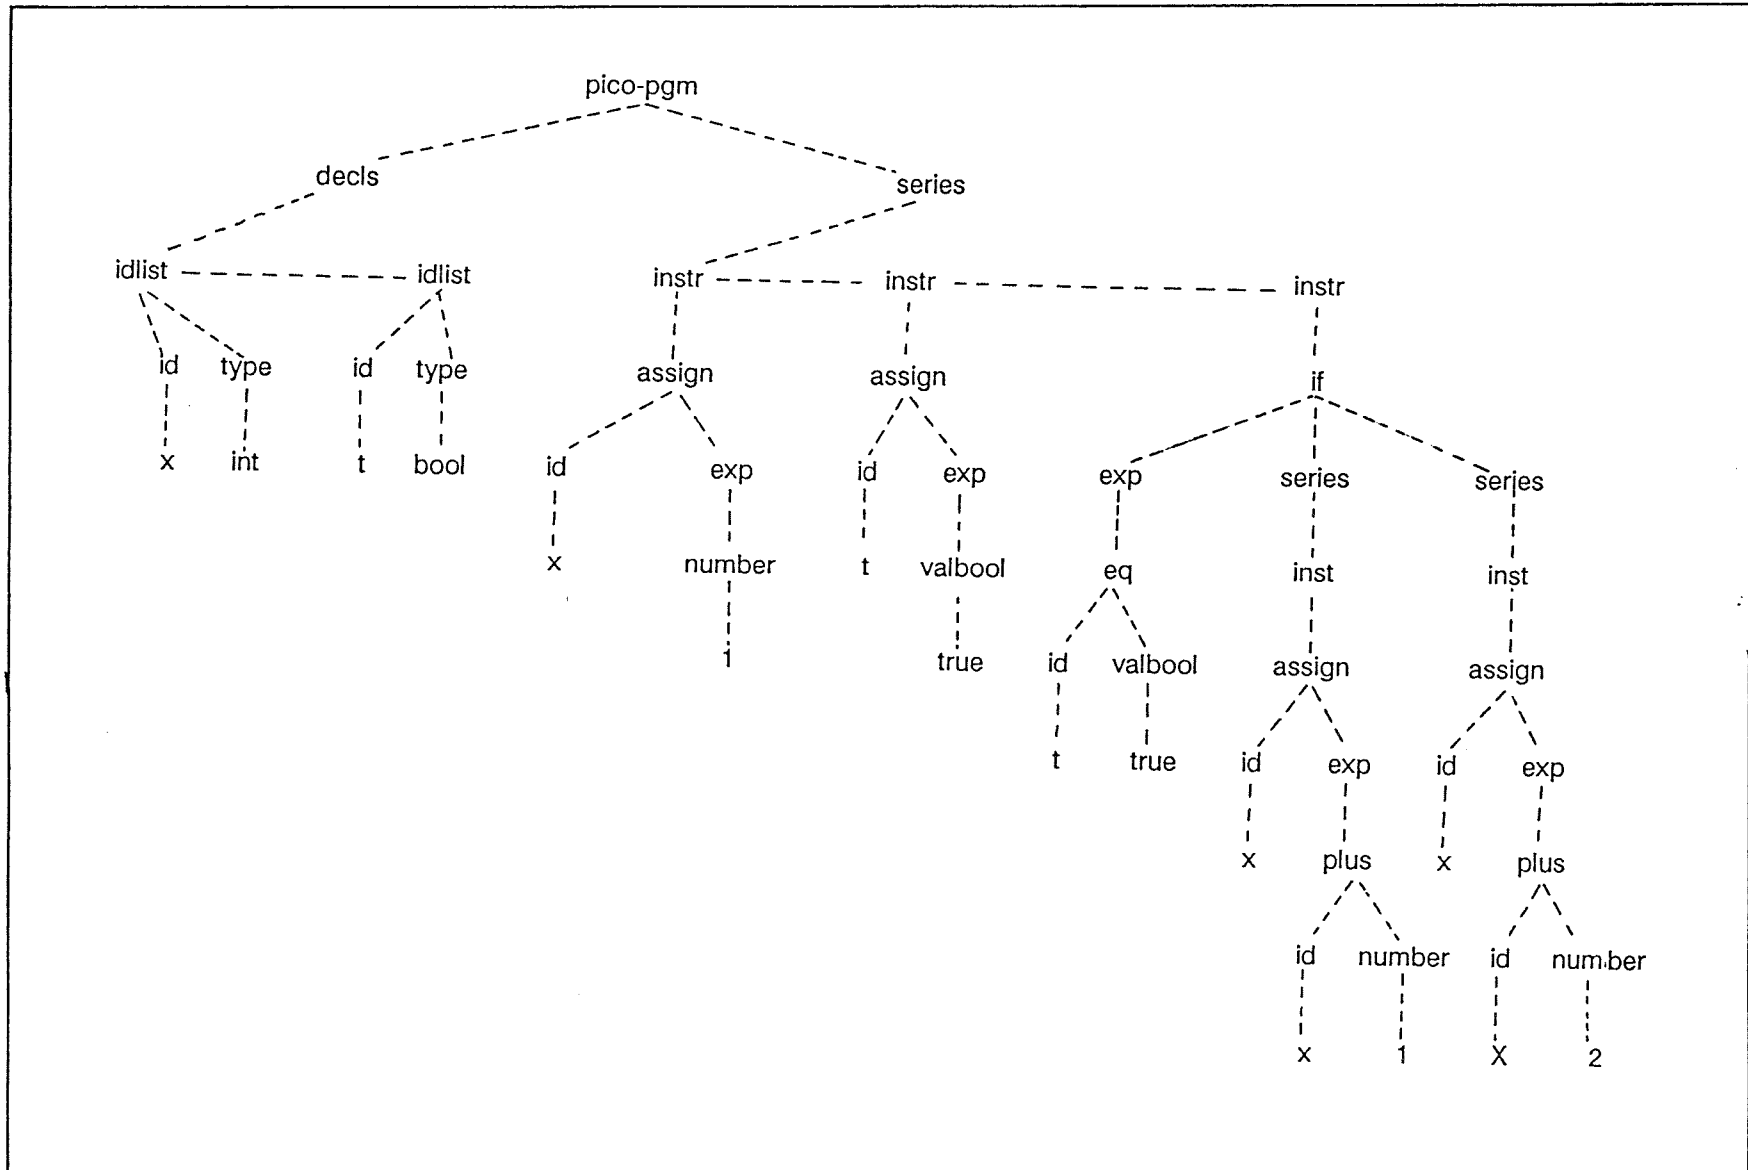 pico-pgm
decls series
idlist idlist instr instr instr
id type id type assign assign if
x int t bool id exp id exp exp series series
x number t valbool eq inst inst
1 true id valbool assign assign
t true id exp id exp
x plus x plus
id number id number
x 1 X 2